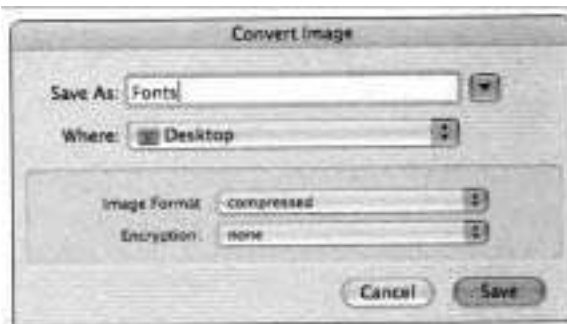 Convert Image
Save As: Fonts
Where: Desktop
Image Format compressed
Encryption: none
Cancel Save